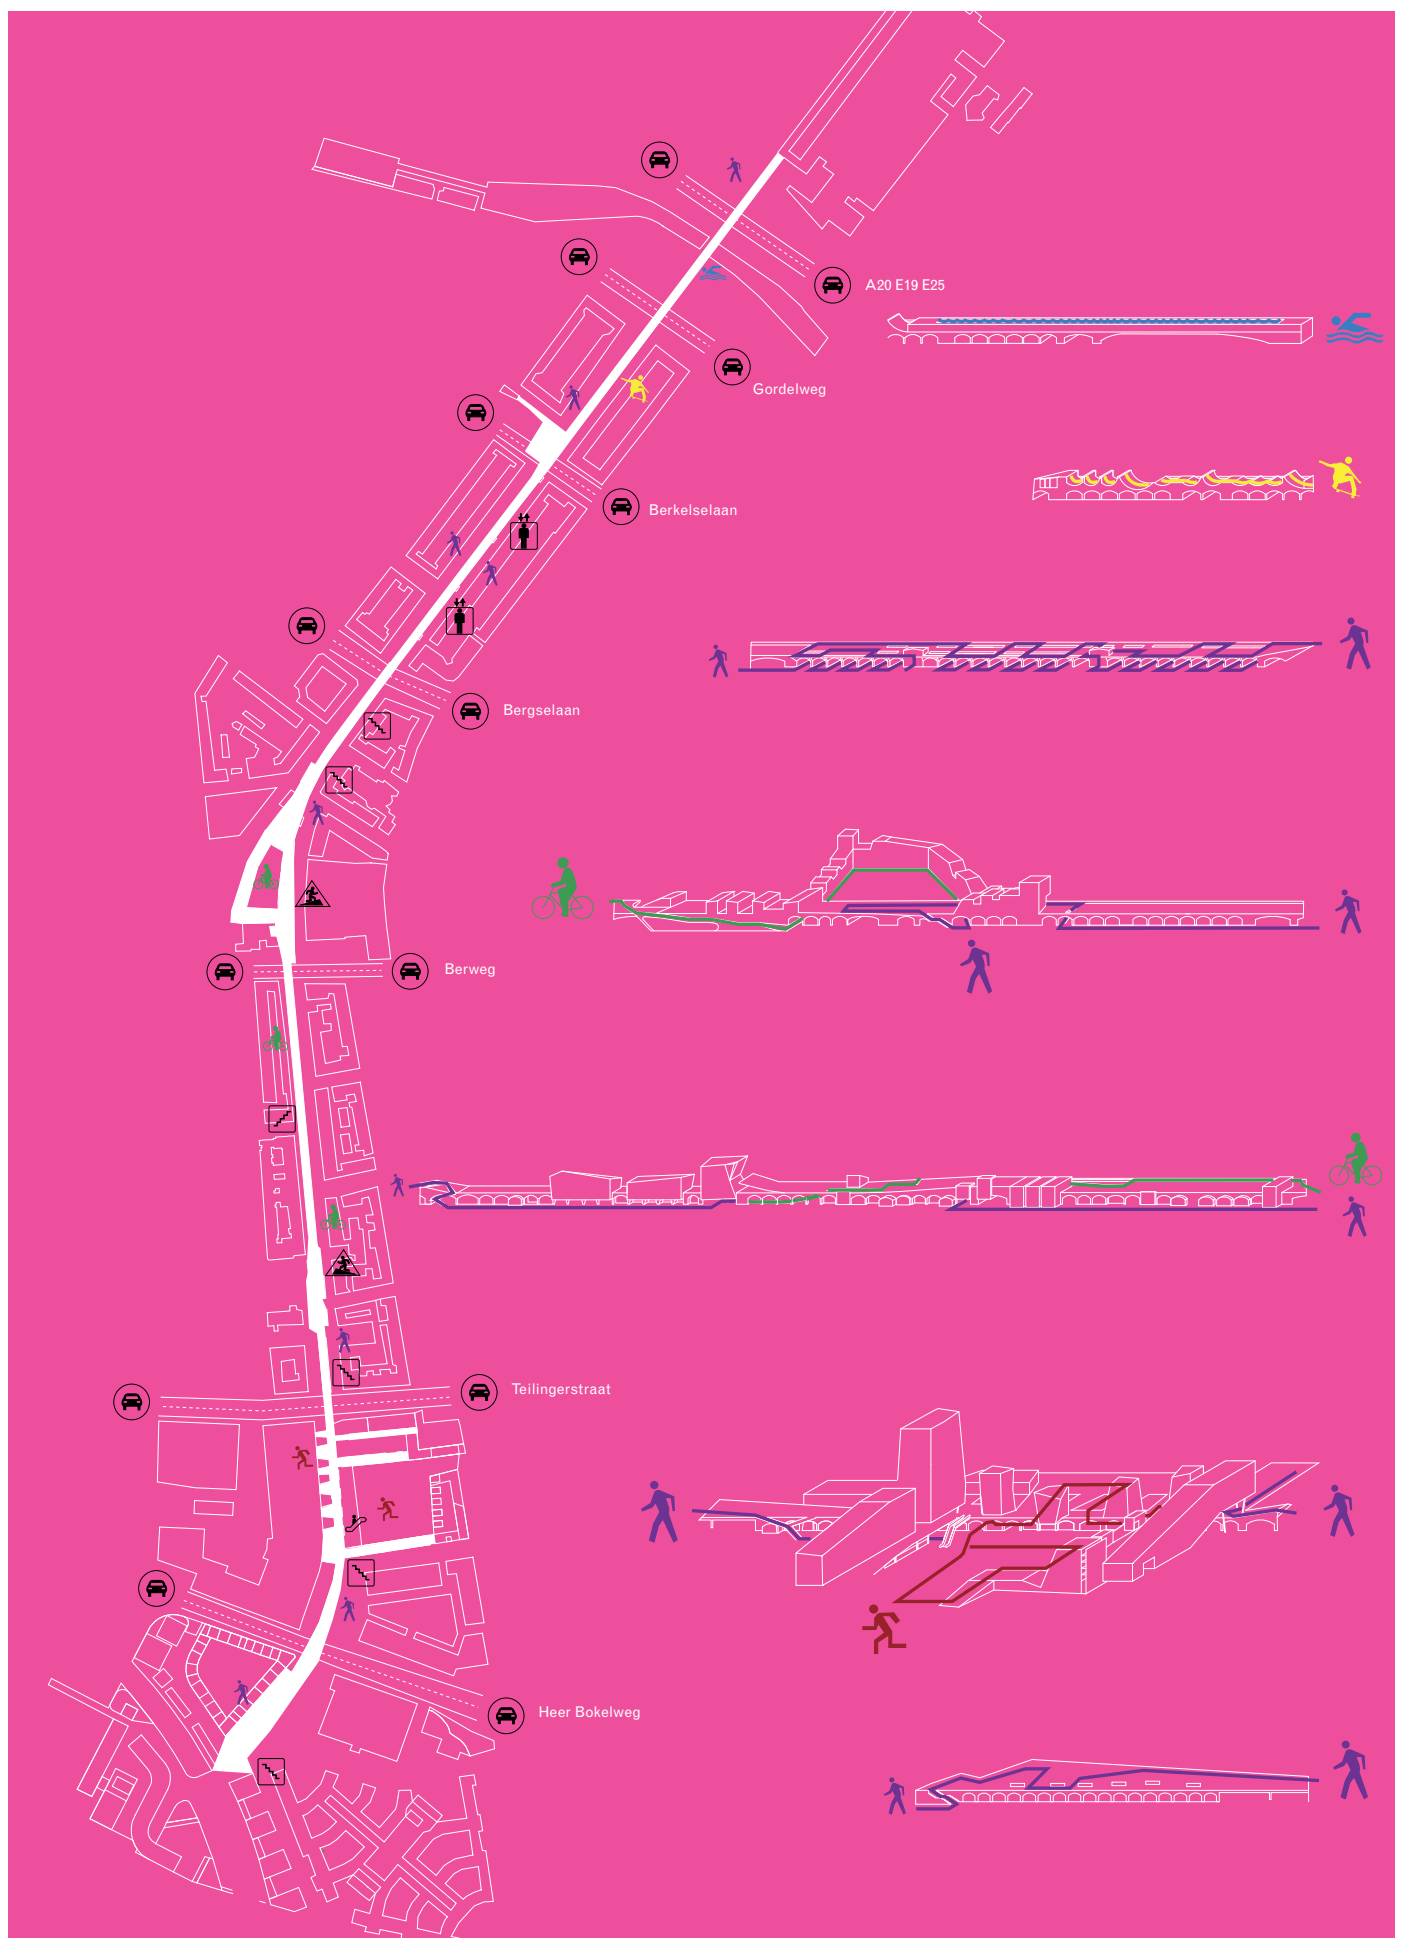 A20 E19 E25
Gordelweg
Berkelselaan
Bergselaan
Berweg
Teilingerstraat
Heer Bokelweg